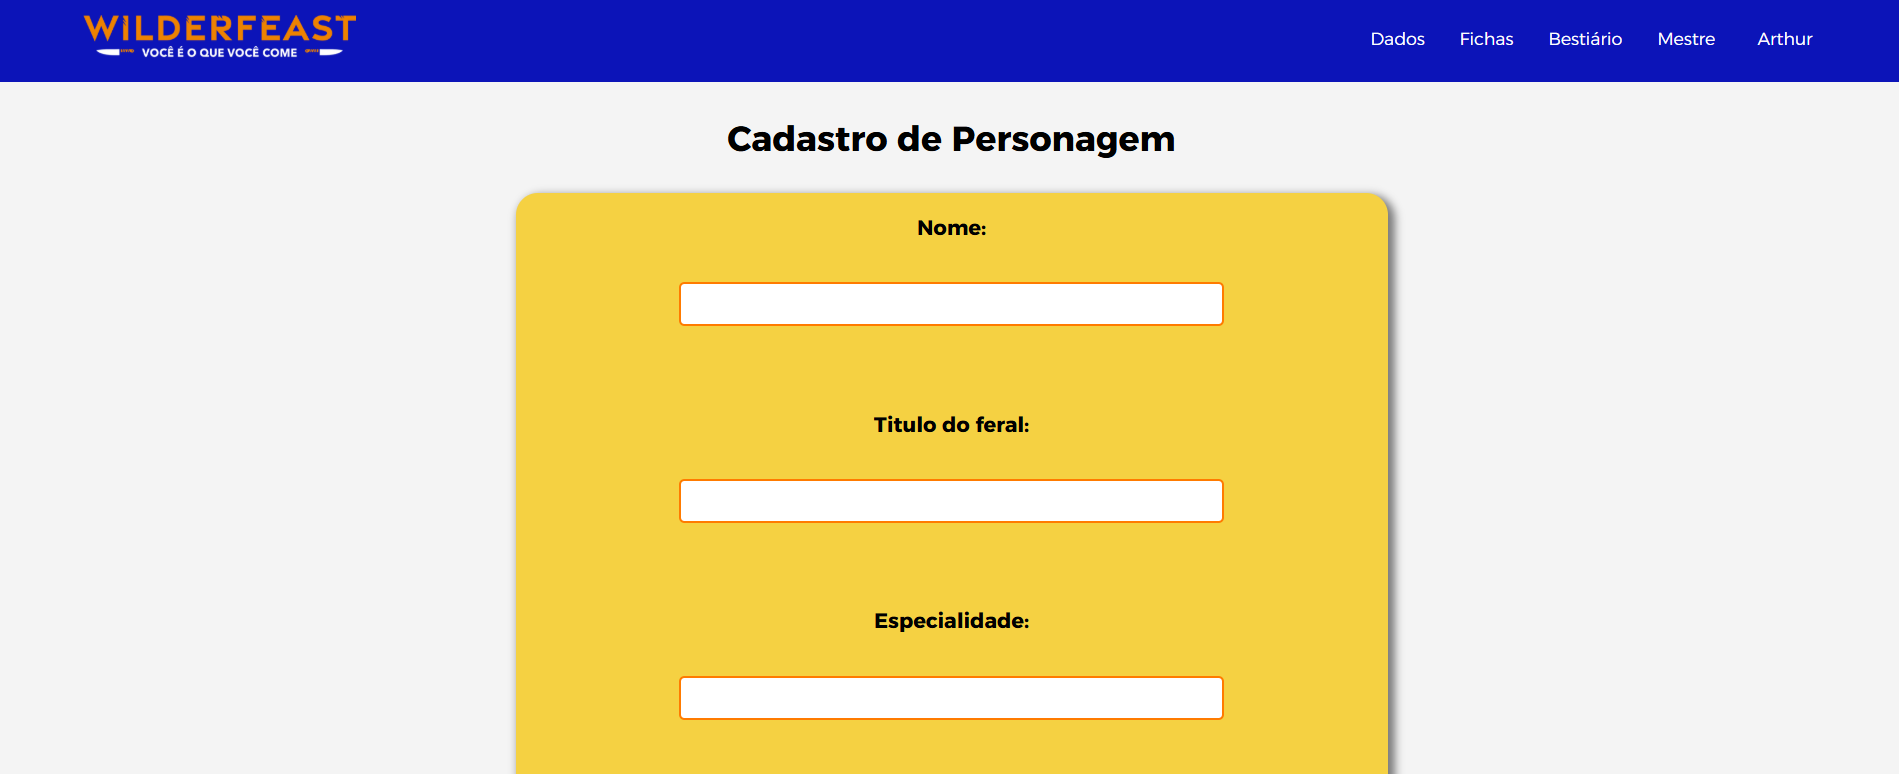 WILDERFEAST
VOCÊ É O QUE VOCÊ COME
Dados Fichas Bestiário Mestre Arthur
Cadastro de Personagem
Nome:
Titulo do feral:
Especialidade: